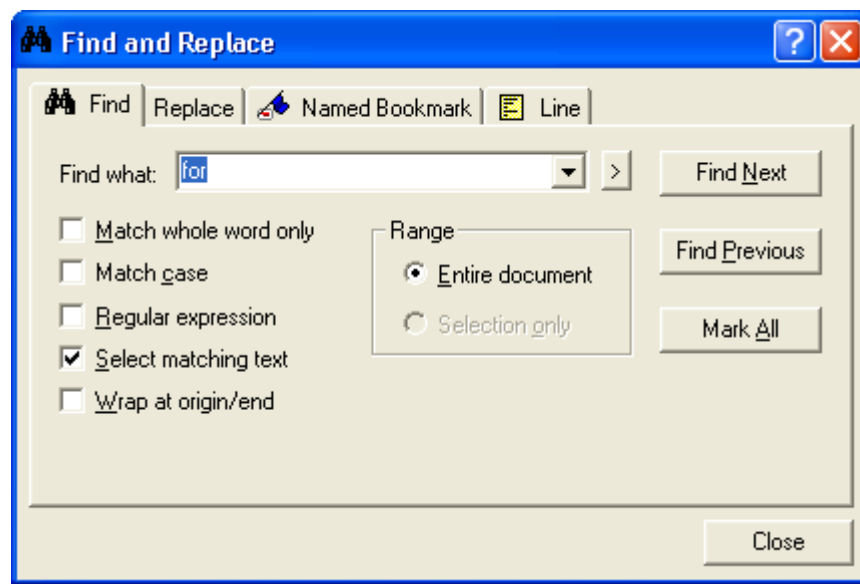 Find and Replace
Find Replace Named Bookmark Line
Find what: for > Find Next
Match whole word only
Match case
Regular expression
Select matching text
Wrap at origin/end
Range
Entire document
Selection only
Find Previous
Mark All
Close